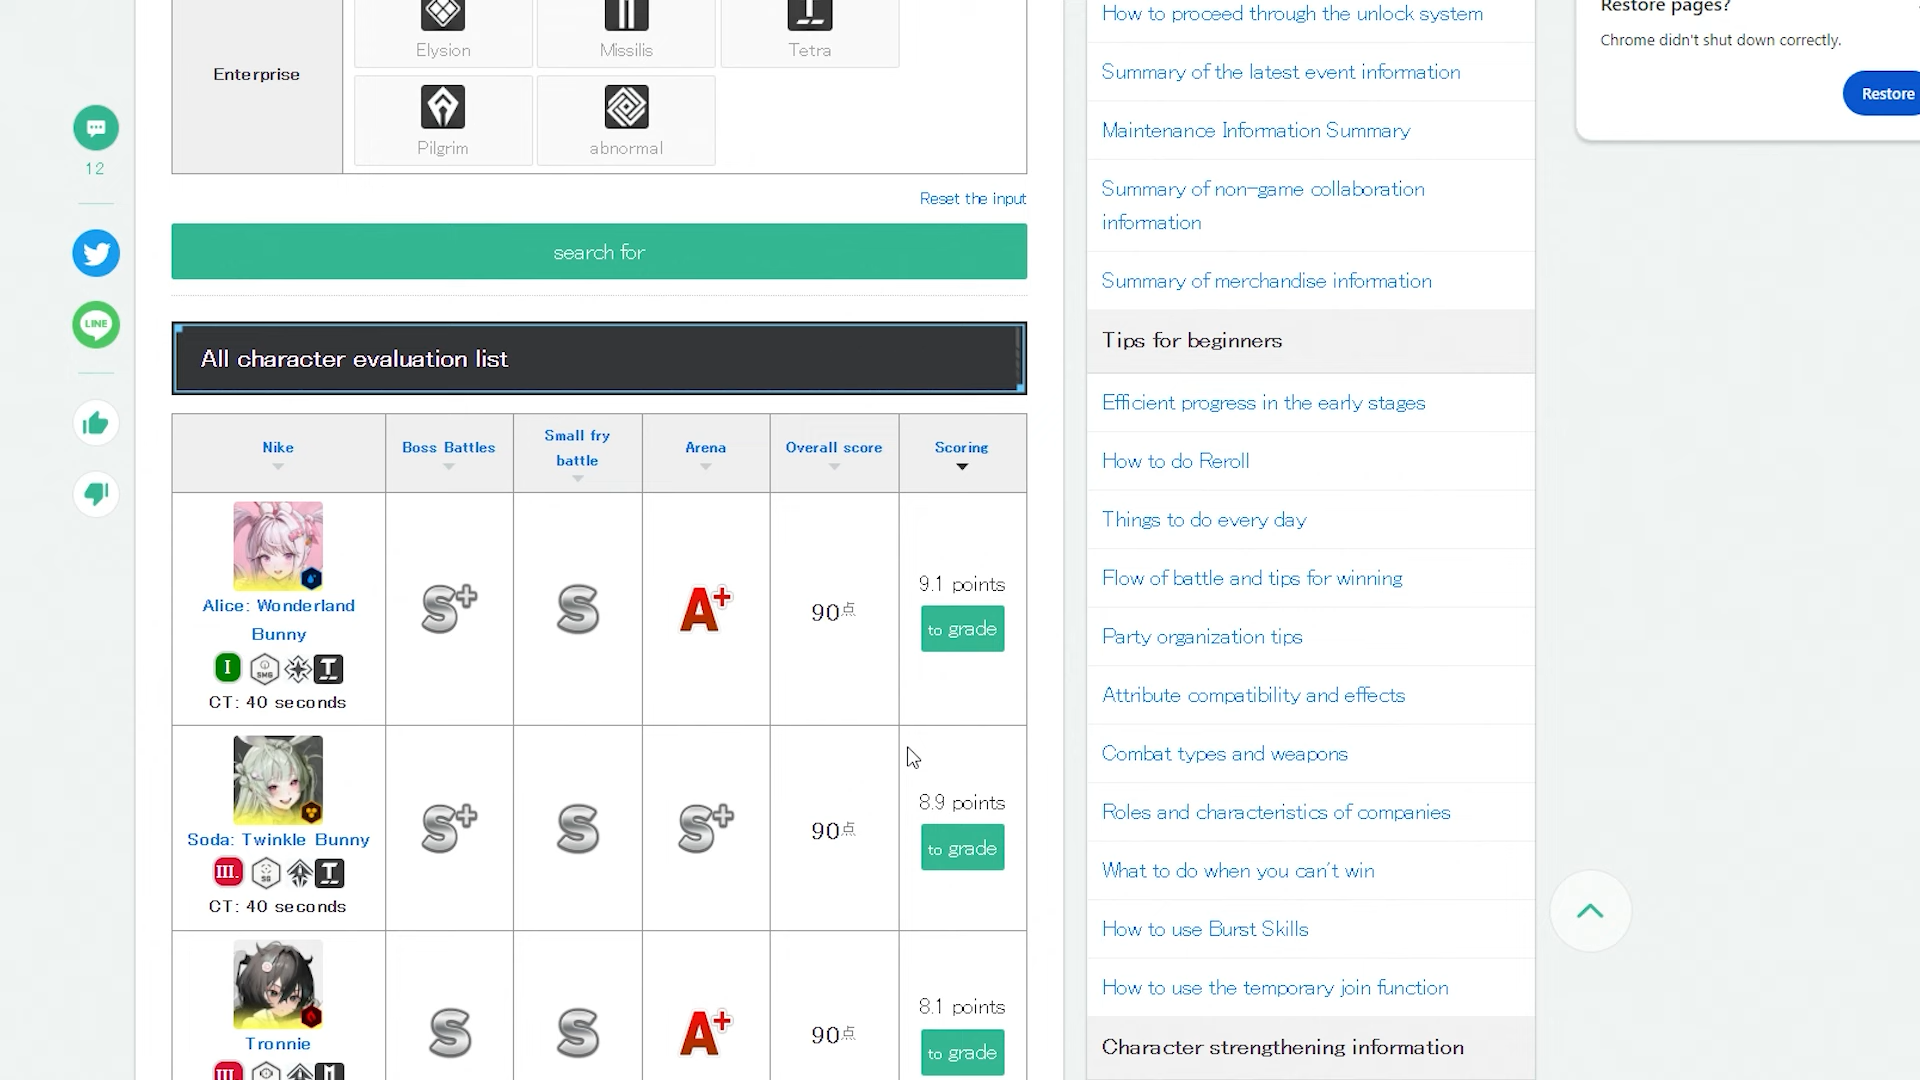 Enterprise
Elysion
Missilis
Tetra
Pilgrim
abnormal
12
Reset the input
search for
LINE
All character evaluation list
Nike
Boss Battles
Small fry
battle
Arena
Overall score
Scoring
Alice: Wonderland
Bunny
I
SMG
CT: 40 seconds
S+
S
A+
90点
9.1 points
to grade
Soda: Twinkle Bunny
III.
SG
CT: 40 seconds
S+
S
S+
90点
8.9 points
to grade
Tronnie
S
S
A+
90点
8.1 points
to grade
How to proceed through the unlock system
Summary of the latest event information
Maintenance Information Summary
Summary of non-game collaboration
information
Summary of merchandise information
Tips for beginners
Efficient progress in the early stages
How to do Reroll
Things to do every day
Flow of battle and tips for winning
Party organization tips
Attribute compatibility and effects
Combat types and weapons
Roles and characteristics of companies
What to do when you can't win
How to use Burst Skills
How to use the temporary join function
Character strengthening information
Restore pages?
Chrome didn't shut down correctly.
Restore